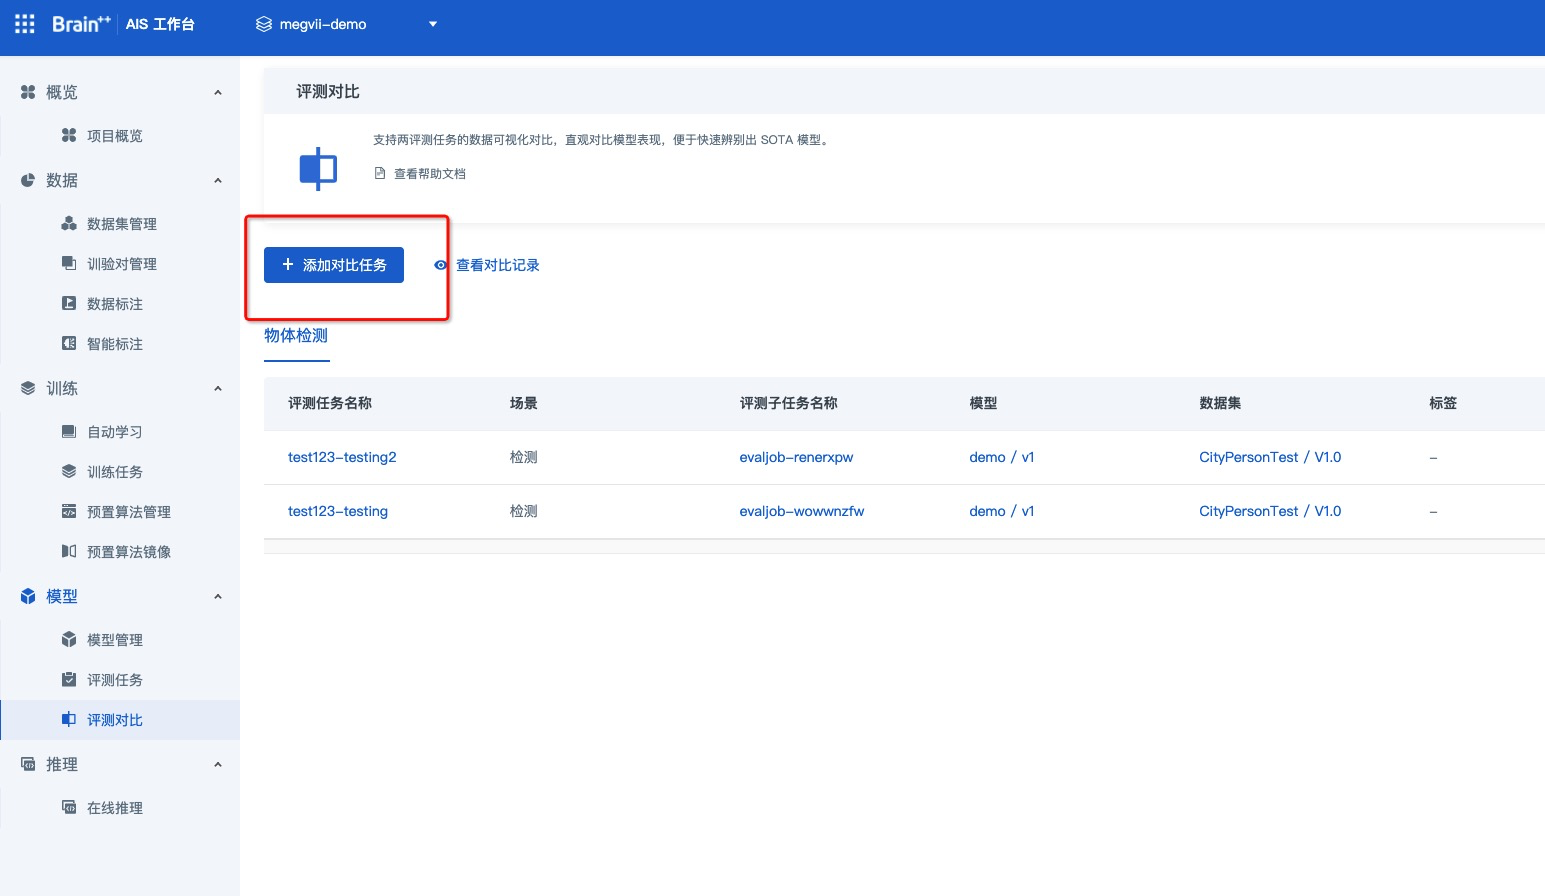 Brain++ AIS 工作台 megvii-demo
概览
项目概览
数据
数据集管理
训验对管理
数据标注
智能标注
训练
自动学习
训练任务
预置算法管理
预置算法镜像
模型
模型管理
评测任务
评测对比
推理
在线推理
评测对比
支持两评测任务的数据可视化对比，直观对比模型表现，便于快速辨别出 SOTA 模型。
查看帮助文档
+ 添加对比任务 查看对比记录
物体检测
评测任务名称 场景 评测子任务名称 模型 数据集 标签
test123-testing2 检测 evaljob-renerxpw demo / v1 CityPersonTest / V1.0 -
test123-testing 检测 evaljob-wowwnzfw demo / v1 CityPersonTest / V1.0 -